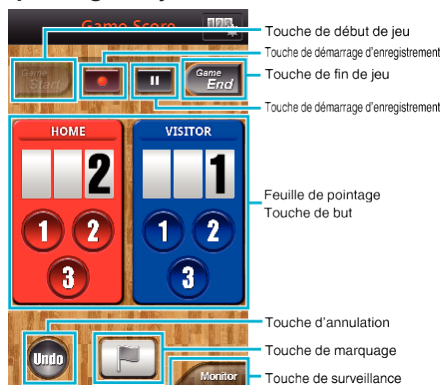 Game Score
Touche de début de jeu
Touche de démarrage d'enregistrement
Game Start
Game End
Touche de fin de jeu
Touche de démarrage d'enregistrement
HOME
VISITOR
2
1
Feuille de pointage
Touche de but
1 2
1 2
3
3
Touche d'annulation
Undo
Touche de marquage
Monitor
Touche de surveillance